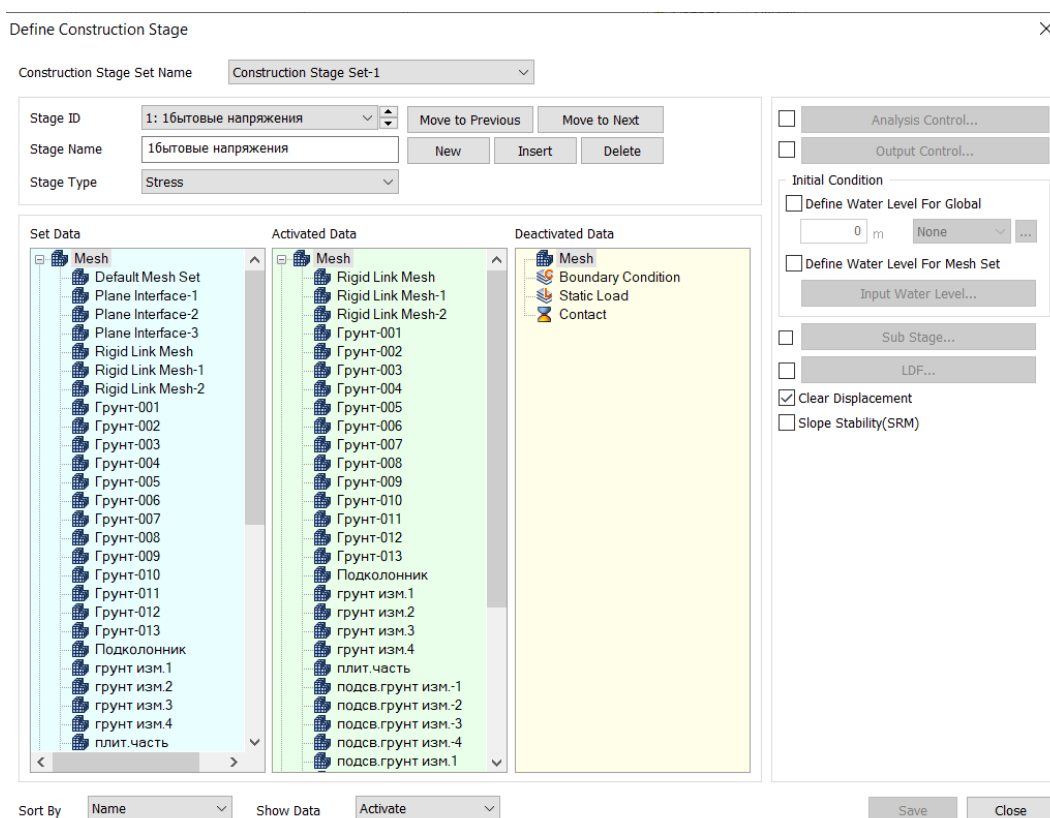 Define Construction Stage
Construction Stage Set Name
Construction Stage Set-1
Stage ID
1: 1бытовые напряжения
Move to Previous
Move to Next
Stage Name
1бытовые напряжения
New
Insert
Delete
Stage Type
Stress
Set Data
Mesh
Default Mesh Set
Plane Interface-1
Plane Interface-2
Plane Interface-3
Rigid Link Mesh
Rigid Link Mesh-1
Rigid Link Mesh-2
Грунт-001
Грунт-002
Грунт-003
Грунт-004
Грунт-005
Грунт-006
Грунт-007
Грунт-008
Грунт-009
Грунт-010
Грунт-011
Грунт-012
Грунт-013
Подколонник
грунт изм.1
грунт изм.2
грунт изм.3
грунт изм.4
плит.часть
Activated Data
Mesh
Rigid Link Mesh
Rigid Link Mesh-1
Rigid Link Mesh-2
Грунт-001
Грунт-002
Грунт-003
Грунт-004
Грунт-005
Грунт-006
Грунт-007
Грунт-008
Грунт-009
Грунт-010
Грунт-011
Грунт-012
Грунт-013
Подколонник
грунт изм.1
грунт изм.2
грунт изм.3
грунт изм.4
плит.часть
подсв.грунт изм.-1
подсв.грунт изм.-2
подсв.грунт изм.-3
подсв.грунт изм.-4
подсв.грунт изм.1
Deactivated Data
Mesh
Boundary Condition
Static Load
Contact
Analysis Control...
Output Control...
Initial Condition
Define Water Level For Global
0 m
None
...
Define Water Level For Mesh Set
Input Water Level...
Sub Stage...
LDF...
Clear Displacement
Slope Stability(SRM)
Sort By
Name
Show Data
Activate
Save
Close